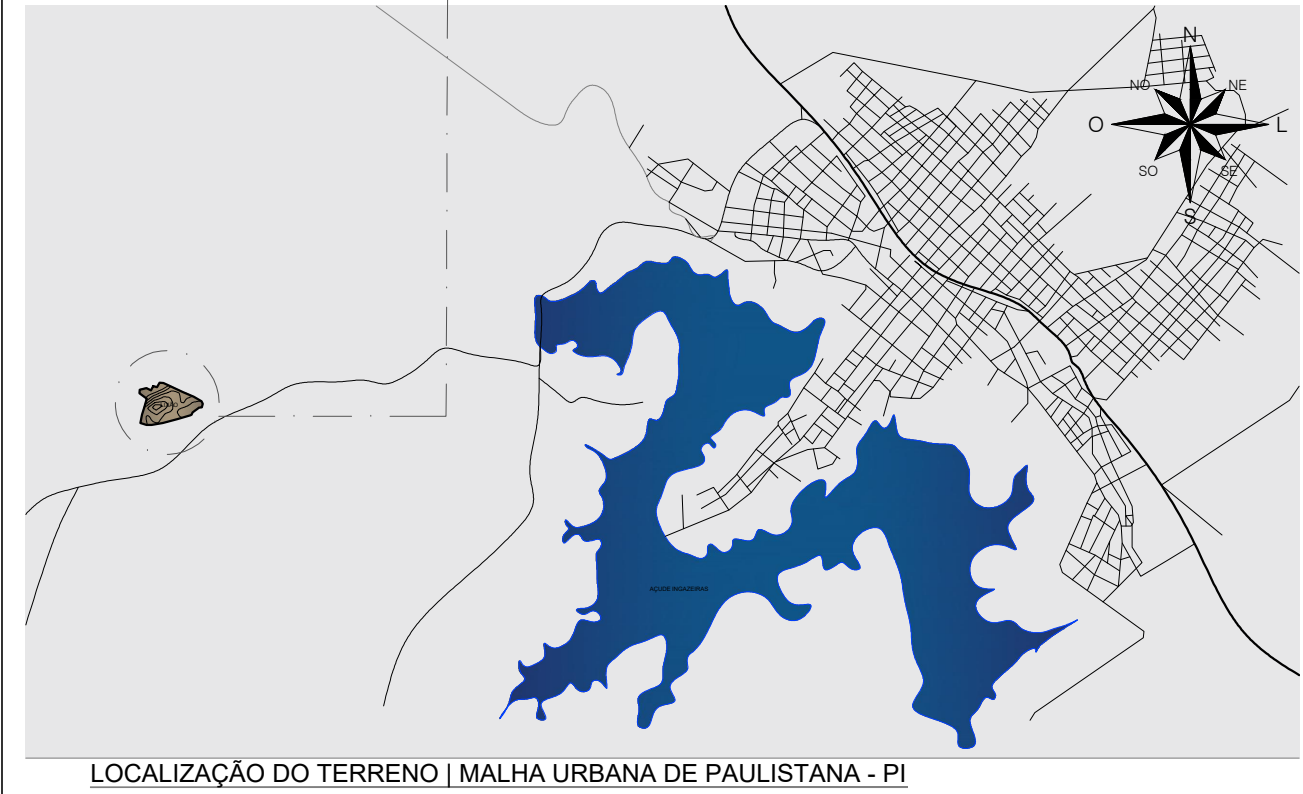 N
NO
NE
O
L
SO
SE
S
AÇUDE INGAZEIRAS
LOCALIZAÇÃO DO TERRENO | MALHA URBANA DE PAULISTANA - PI